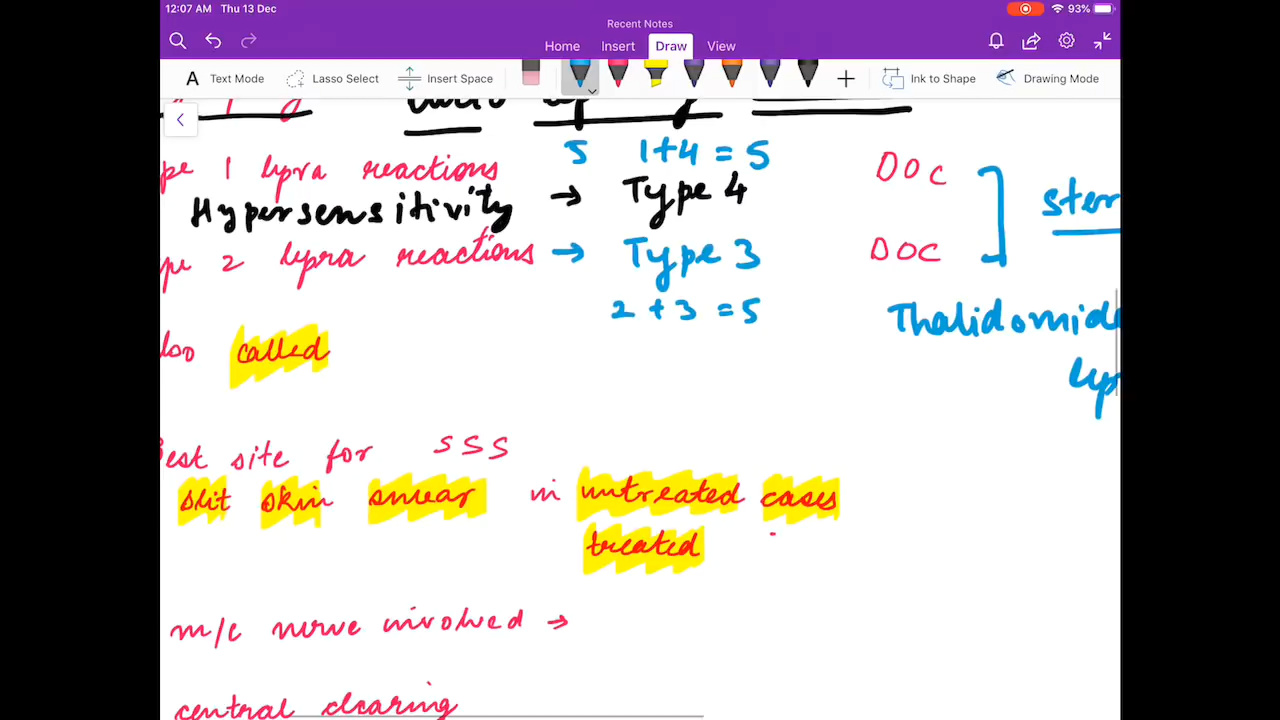 12:07 AM Thu 13 Dec
93%
Recent Notes
Home Insert Draw View
Text Mode Lasso Select Insert Space Ink to Shape Drawing Mode
5 1+4 = 5
pe 1 lepra reactions DOC
Hypersensitivity → Type 4 ster
pe 2 lepra reactions → Type 3 DOC
2 + 3 = 5
Thalidomide
lso called
lep
Best site for SSS
slit skin smear in untreated cases
treated
m/c nerve involved →
central clearing